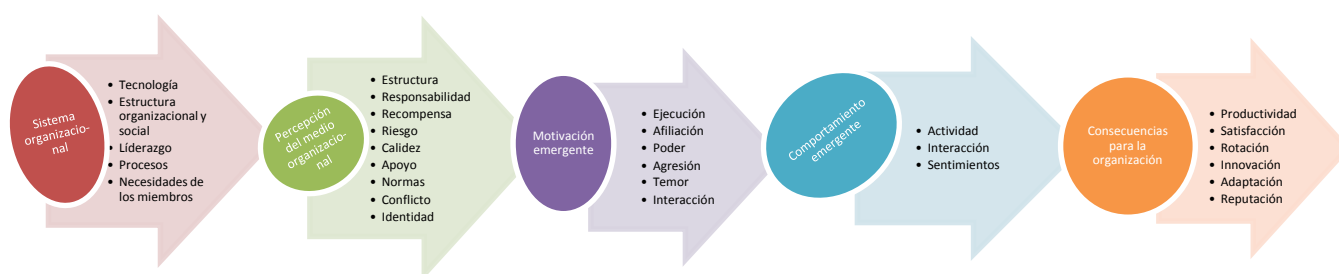 Sistema
organizacio-
nal
• Tecnología
• Estructura
organizacional y
social
• Líderazgo
• Procesos
• Necesidades de
los miembros
Percepción
del medio
organizacio-
nal
• Estructura
• Responsabilidad
• Recompensa
• Riesgo
• Calidez
• Apoyo
• Normas
• Conflicto
• Identidad
Motivación
emergente
• Ejecución
• Afiliación
• Poder
• Agresión
• Temor
• Interacción
Comportamiento
emergente
• Actividad
• Interacción
• Sentimientos
Consecuencias
para la
organización
• Productividad
• Satisfacción
• Rotación
• Innovación
• Adaptación
• Reputación